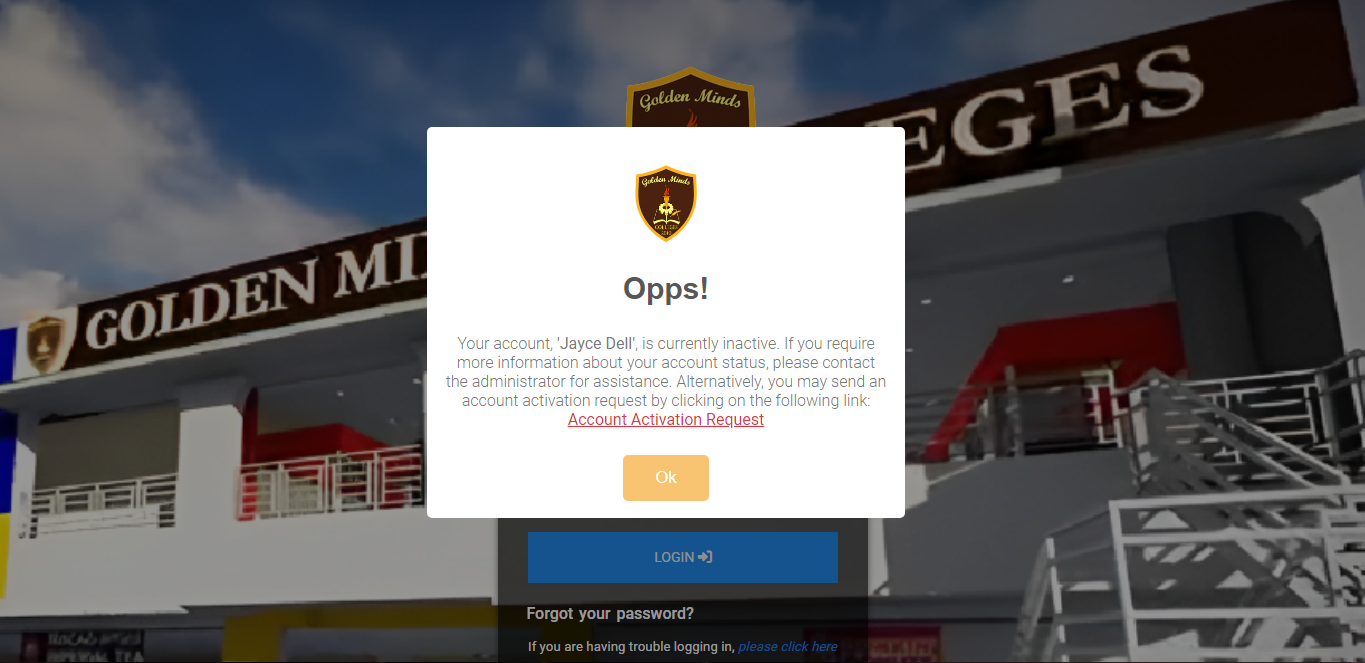 Golden Minds
EGES
Golden Minds
COLLEGES
GOLDEN MI
Opps!
Your account, 'Jayce Dell', is currently inactive. If you require
more information about your account status, please contact
the administrator for assistance. Alternatively, you may send an
account activation request by clicking on the following link:
Account Activation Request
Ok
LOGIN
Forgot your password?
If you are having trouble logging in, please click here